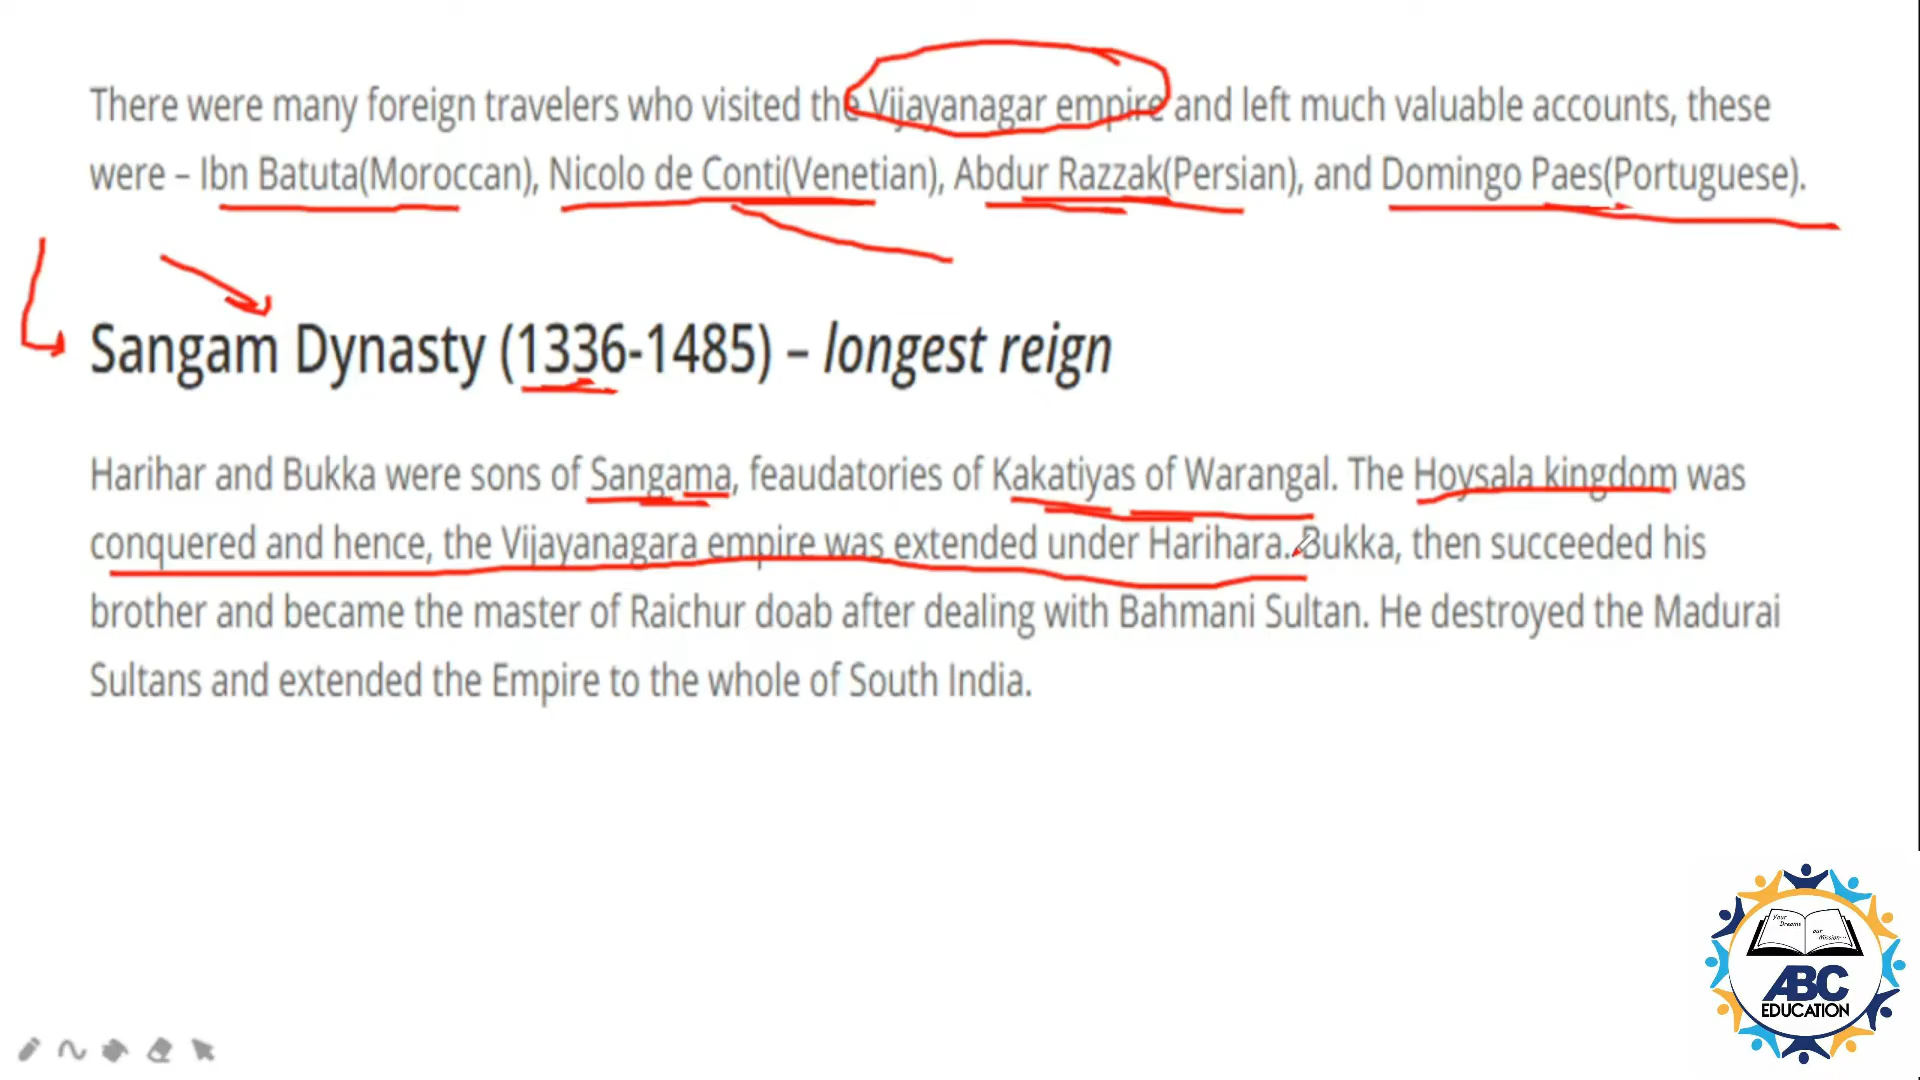 There were many foreign travelers who visited the Vijayanagar empire and left much valuable accounts, these
were – Ibn Batuta(Moroccan), Nicolo de Conti(Venetian), Abdur Razzak(Persian), and Domingo Paes(Portuguese).
Sangam Dynasty (1336-1485) – longest reign
Harihar and Bukka were sons of Sangama, feaudatories of Kakatiyas of Warangal. The Hoysala kingdom was
conquered and hence, the Vijayanagara empire was extended under Harihara. Bukka, then succeeded his
brother and became the master of Raichur doab after dealing with Bahmani Sultan. He destroyed the Madurai
Sultans and extended the Empire to the whole of South India.
Your Dreams
our Mission...
ABC
EDUCATION